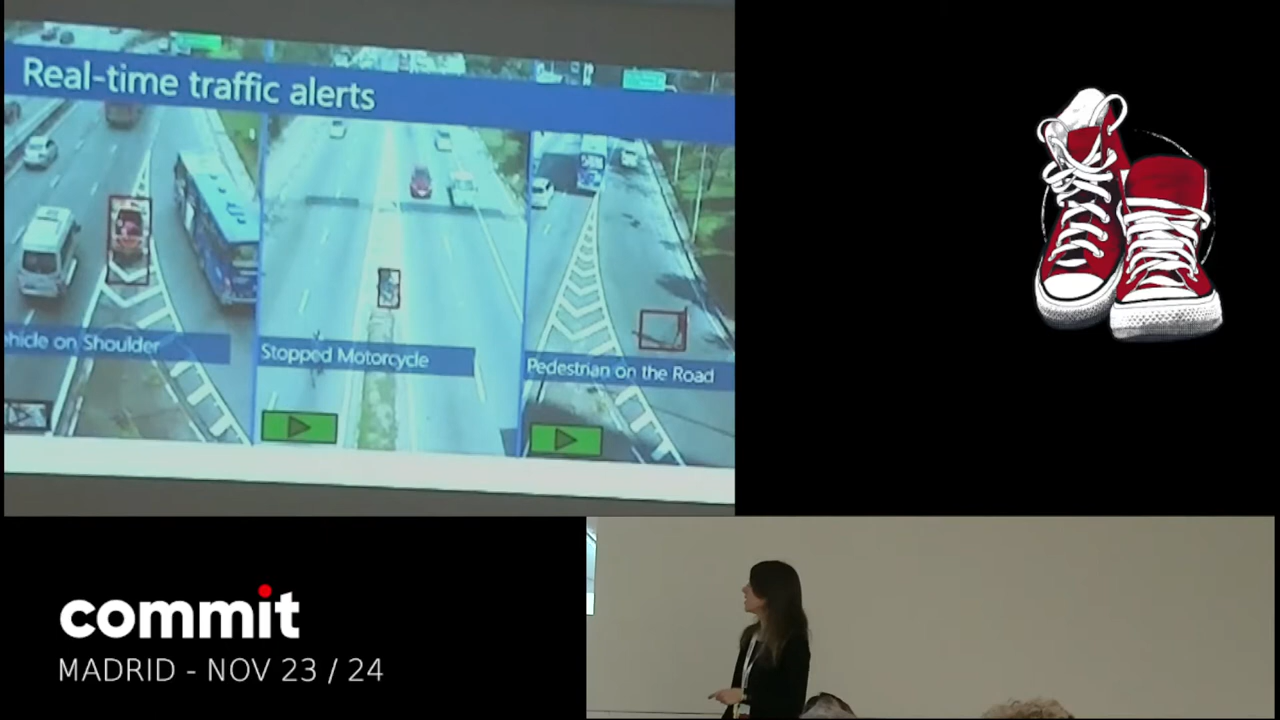 Real-time traffic alerts
hicle on Shoulder
Stopped Motorcycle
Pedestrian on the Road
commit
MADRID - NOV 23 / 24